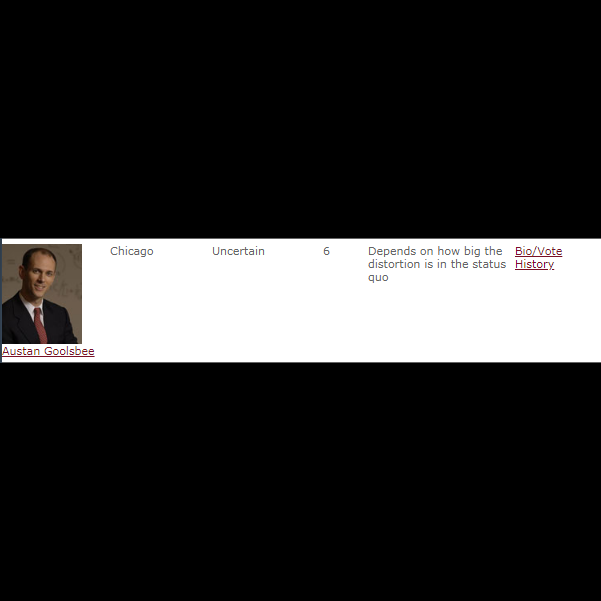 Chicago
Uncertain
6
Depends on how big the
distortion is in the status
quo
Bio/Vote
History
Austan Goolsbee